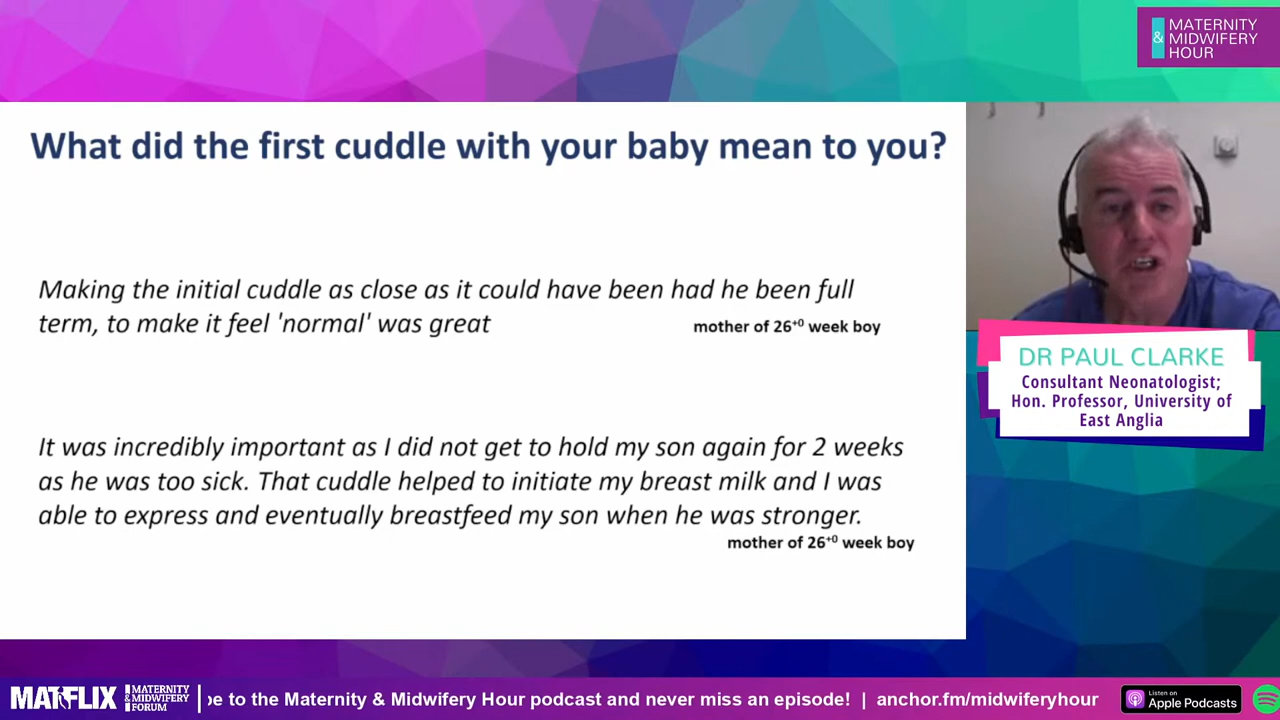 MATERNITY
& MIDWIFERY
HOUR
What did the first cuddle with your baby mean to you?
Making the initial cuddle as close as it could have been had he been full
term, to make it feel 'normal' was great
mother of 26+0 week boy
It was incredibly important as I did not get to hold my son again for 2 weeks
as he was too sick. That cuddle helped to initiate my breast milk and I was
able to express and eventually breastfeed my son when he was stronger.
mother of 26+0 week boy
DR PAUL CLARKE
Consultant Neonatologist;
Hon. Professor, University of
East Anglia
MATFLIX
MATERNITY
& MIDWIFERY
FORUM
be to the Maternity & Midwifery Hour podcast and never miss an episode! | anchor.fm/midwiferyhour
Listen on
Apple Podcasts